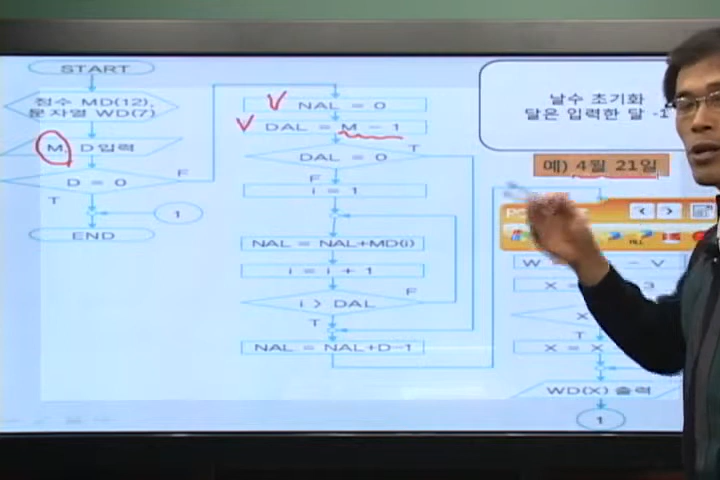 START
정수 MD(12),
문자열 WD(7)
M, D입력
D = 0
F
T
1
END
NAL = 0
DAL = M - 1
DAL = 0
T
F
i = 1
NAL = NAL+MD(i)
i = i + 1
i > DAL
F
T
NAL = NAL+D-1
날수 초기화
달은 입력한 달 -1
예) 4월 21일
W
- V
X =
3
X
T
X = X
WD(X) 출력
1